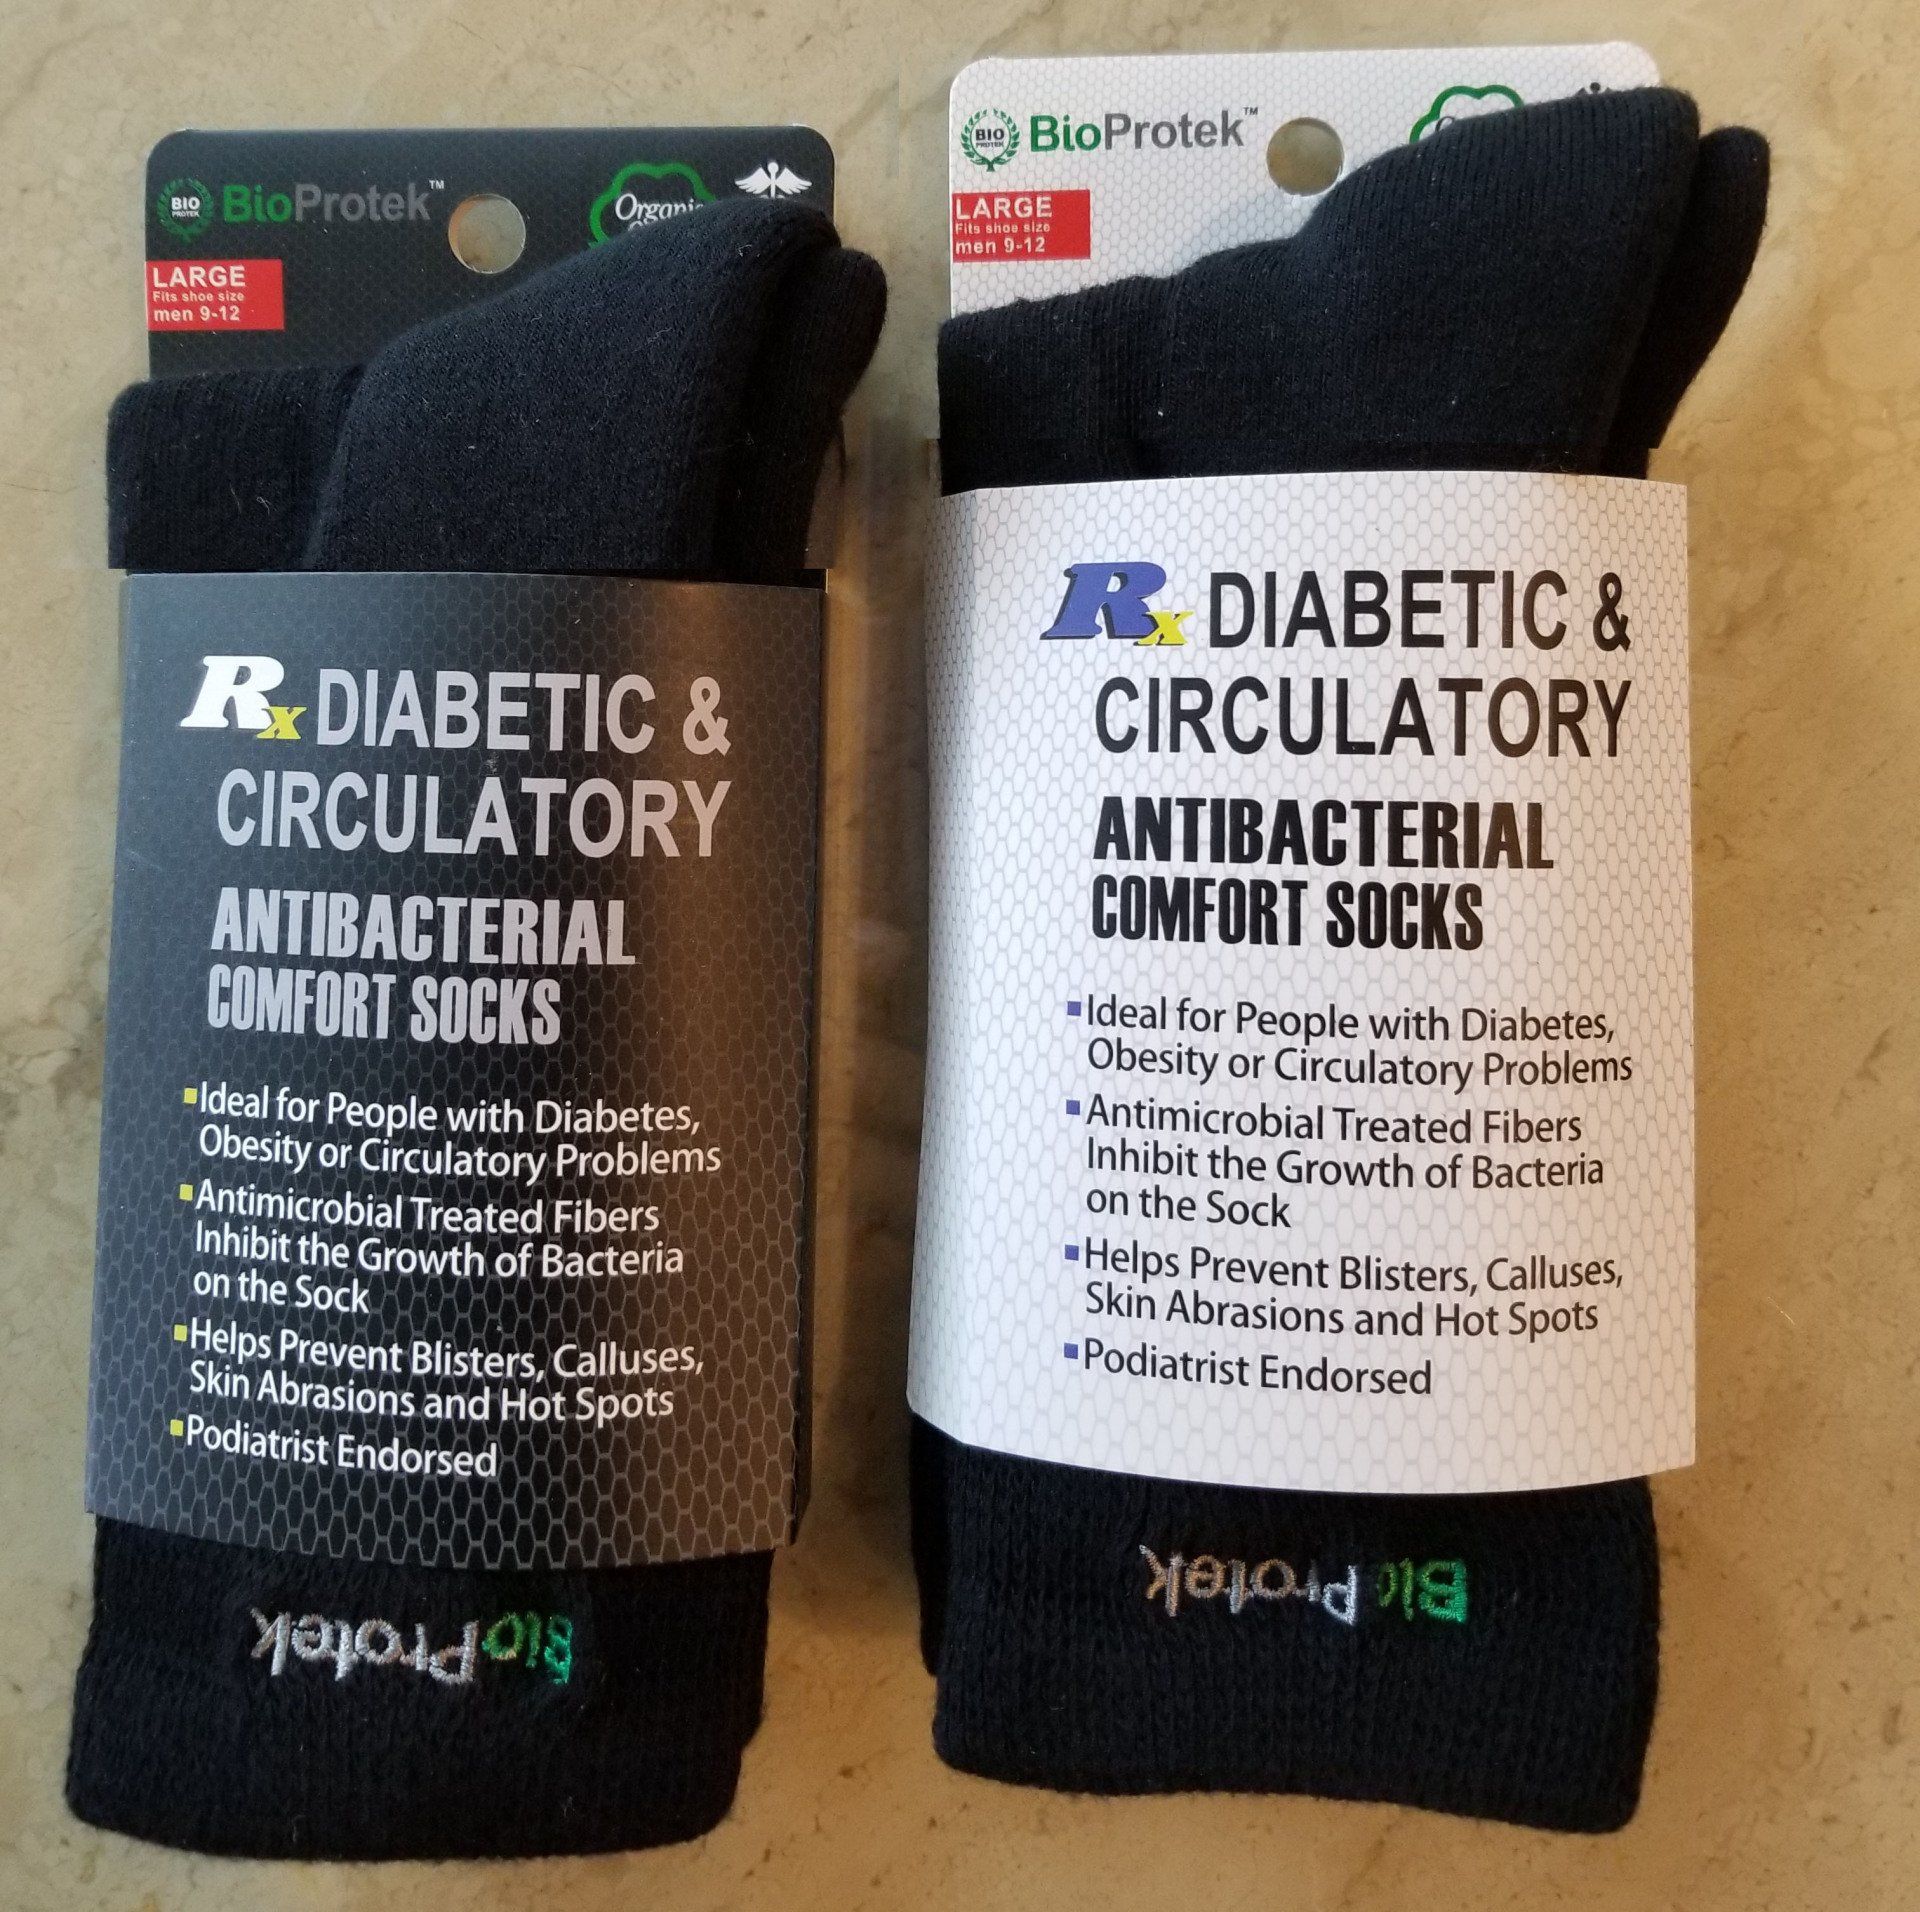 BIO
PROTEK
BioProtek™
Organic
LARGE
Fits shoe size
men 9-12
Rx DIABETIC &
CIRCULATORY
ANTIBACTERIAL
COMFORT SOCKS
Ideal for People with Diabetes,
Obesity or Circulatory Problems
Antimicrobial Treated Fibers
Inhibit the Growth of Bacteria
on the Sock
Helps Prevent Blisters, Calluses,
Skin Abrasions and Hot Spots
Podiatrist Endorsed
BioProtek
BIO
PROTEK
BioProtek™
LARGE
Fits shoe size
men 9-12
Rx DIABETIC &
CIRCULATORY
ANTIBACTERIAL
COMFORT SOCKS
Ideal for People with Diabetes,
Obesity or Circulatory Problems
Antimicrobial Treated Fibers
Inhibit the Growth of Bacteria
on the Sock
Helps Prevent Blisters, Calluses,
Skin Abrasions and Hot Spots
Podiatrist Endorsed
BioProtek